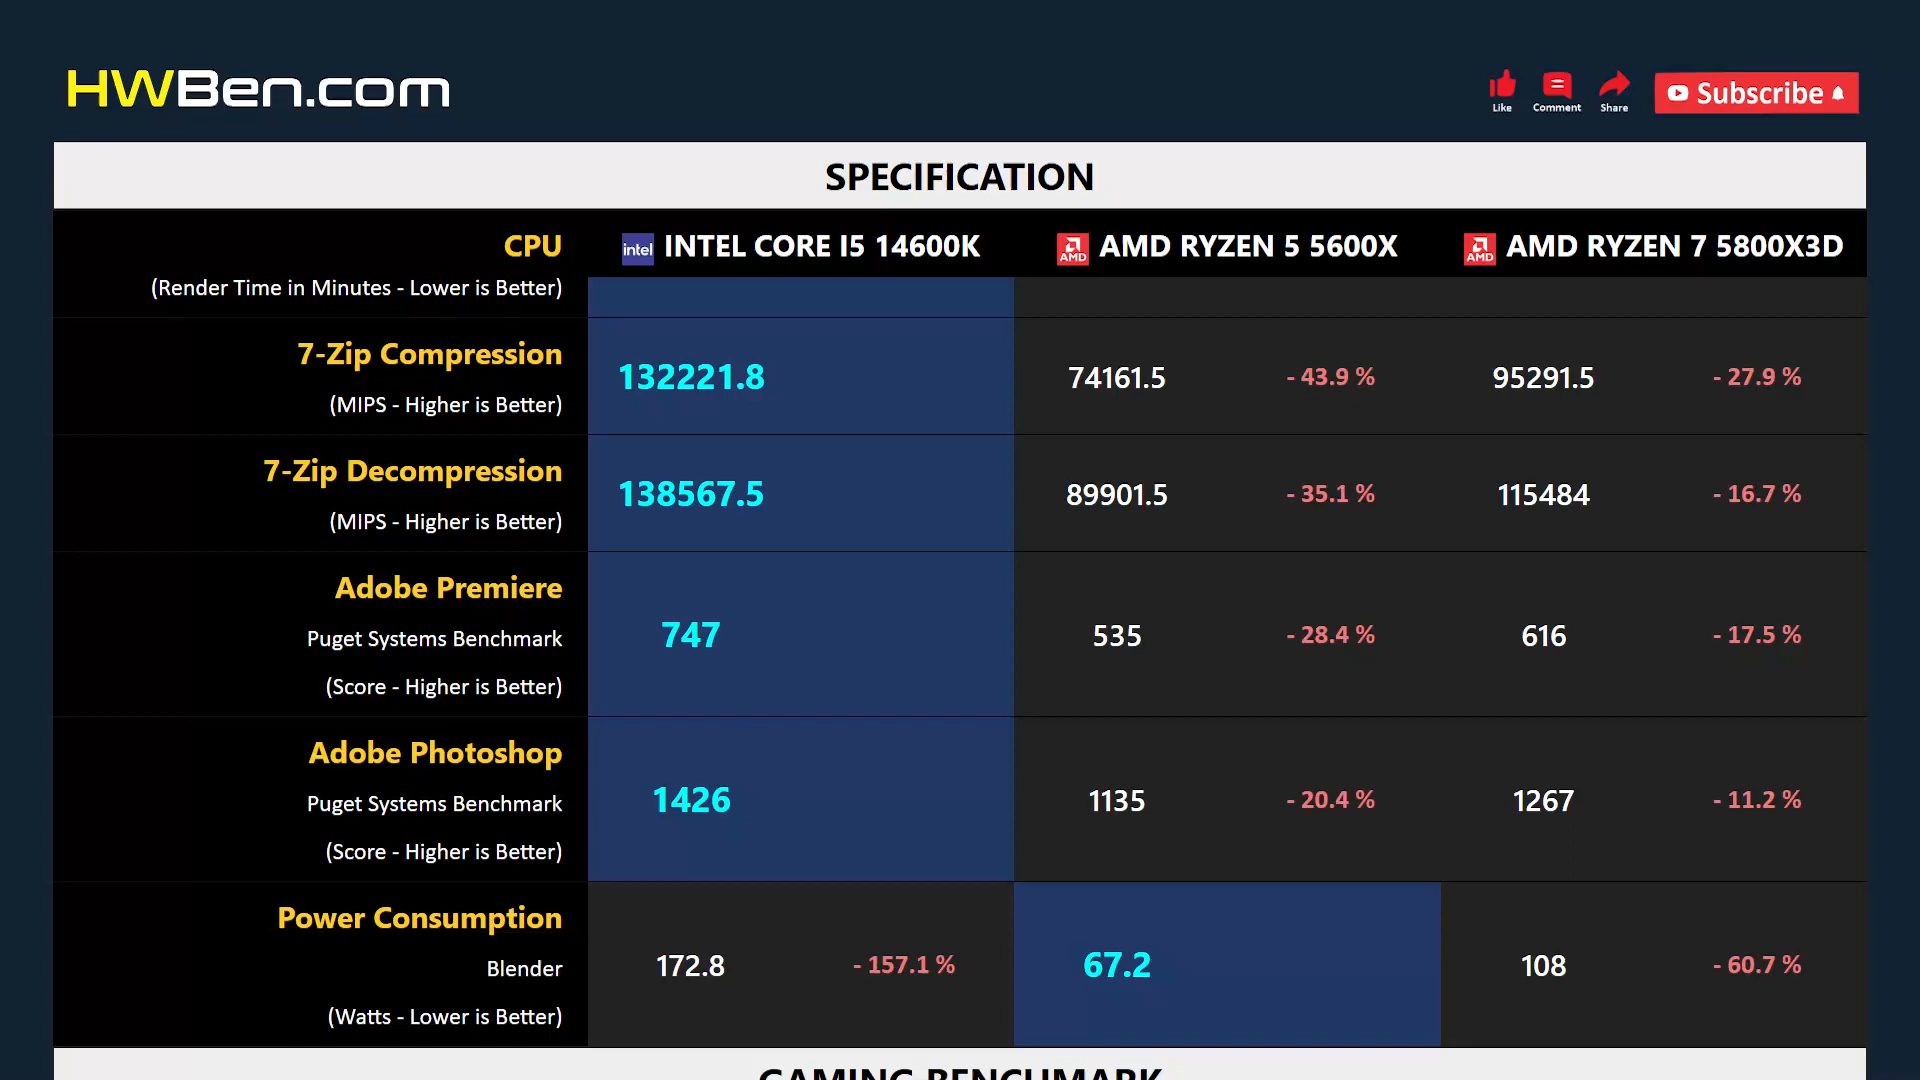 HWBen.com
Like
Comment
Share
Subscribe
SPECIFICATION
CPU
intel INTEL CORE I5 14600K
AMD AMD RYZEN 5 5600X
AMD AMD RYZEN 7 5800X3D
(Render Time in Minutes - Lower is Better)
7-Zip Compression
(MIPS - Higher is Better)
132221.8
74161.5
- 43.9 %
95291.5
- 27.9 %
7-Zip Decompression
(MIPS - Higher is Better)
138567.5
89901.5
- 35.1 %
115484
- 16.7 %
Adobe Premiere
Puget Systems Benchmark
(Score - Higher is Better)
747
535
- 28.4 %
616
- 17.5 %
Adobe Photoshop
Puget Systems Benchmark
(Score - Higher is Better)
1426
1135
- 20.4 %
1267
- 11.2 %
Power Consumption
Blender
(Watts - Lower is Better)
172.8
- 157.1 %
67.2
108
- 60.7 %
GAMING BENCHMARK